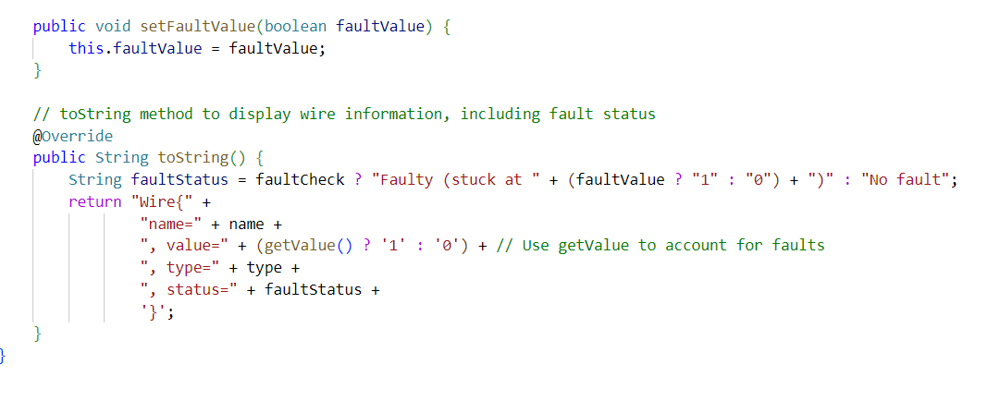 public void setFaultValue(boolean faultValue) {
this.faultValue = faultValue;
}
// toString method to display wire information, including fault status
@Override
public String toString() {
String faultStatus = faultCheck ? "Faulty (stuck at " + (faultValue ? "1" : "0") + ")" : "No fault";
return "Wire{" +
"name=" + name +
", value=" + (getValue() ? '1' : '0') + // Use getValue to account for faults
", type=" + type +
", status=" + faultStatus +
'}';
}
}